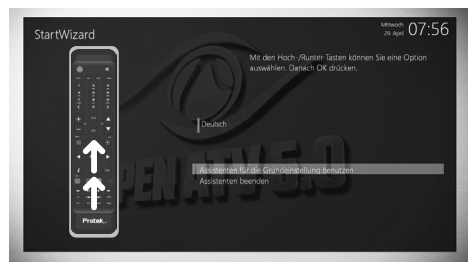 StartWizard
Mittwoch
29. April
07:56
Mit den Hoch-/Runter-Tasten können Sie eine Option
auswählen. Danach OK drücken.
Deutsch
Assistenten für die Grundeinstellung benutzen
Assistenten beenden
OPEN ATV 5.0
Protek